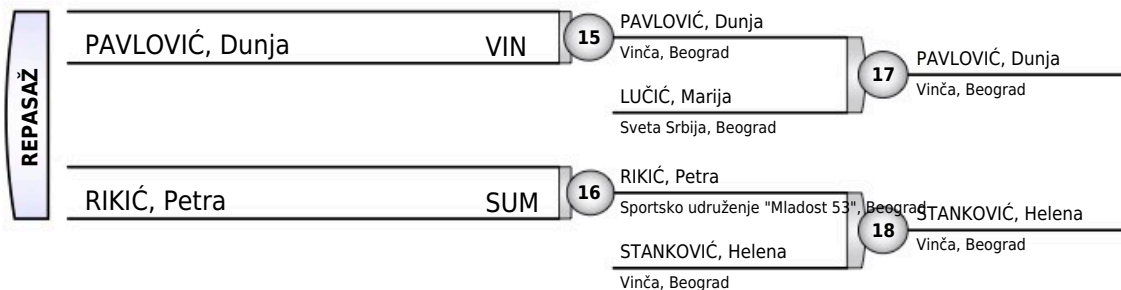 REPASAŽ
PAVLOVIĆ, Dunja VIN
15
PAVLOVIĆ, Dunja
Vinča, Beograd
LUČIĆ, Marija
Sveta Srbija, Beograd
17
PAVLOVIĆ, Dunja
Vinča, Beograd
RIKIĆ, Petra SUM
16
RIKIĆ, Petra
Sportsko udruženje "Mladost 53", Beograd
STANKOVIĆ, Helena
Vinča, Beograd
18
STANKOVIĆ, Helena
Vinča, Beograd